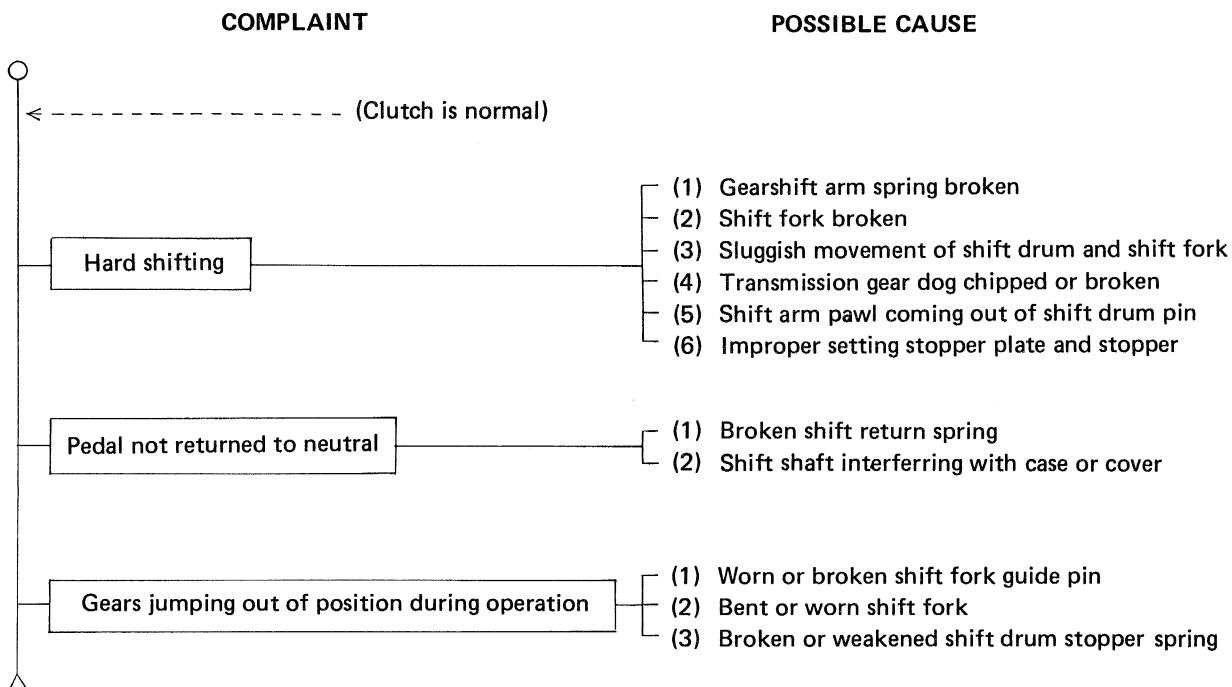 COMPLAINT
POSSIBLE CAUSE
(Clutch is normal)
Hard shifting
(1) Gearshift arm spring broken
(2) Shift fork broken
(3) Sluggish movement of shift drum and shift fork
(4) Transmission gear dog chipped or broken
(5) Shift arm pawl coming out of shift drum pin
(6) Improper setting stopper plate and stopper
Pedal not returned to neutral
(1) Broken shift return spring
(2) Shift shaft interferring with case or cover
Gears jumping out of position during operation
(1) Worn or broken shift fork guide pin
(2) Bent or worn shift fork
(3) Broken or weakened shift drum stopper spring